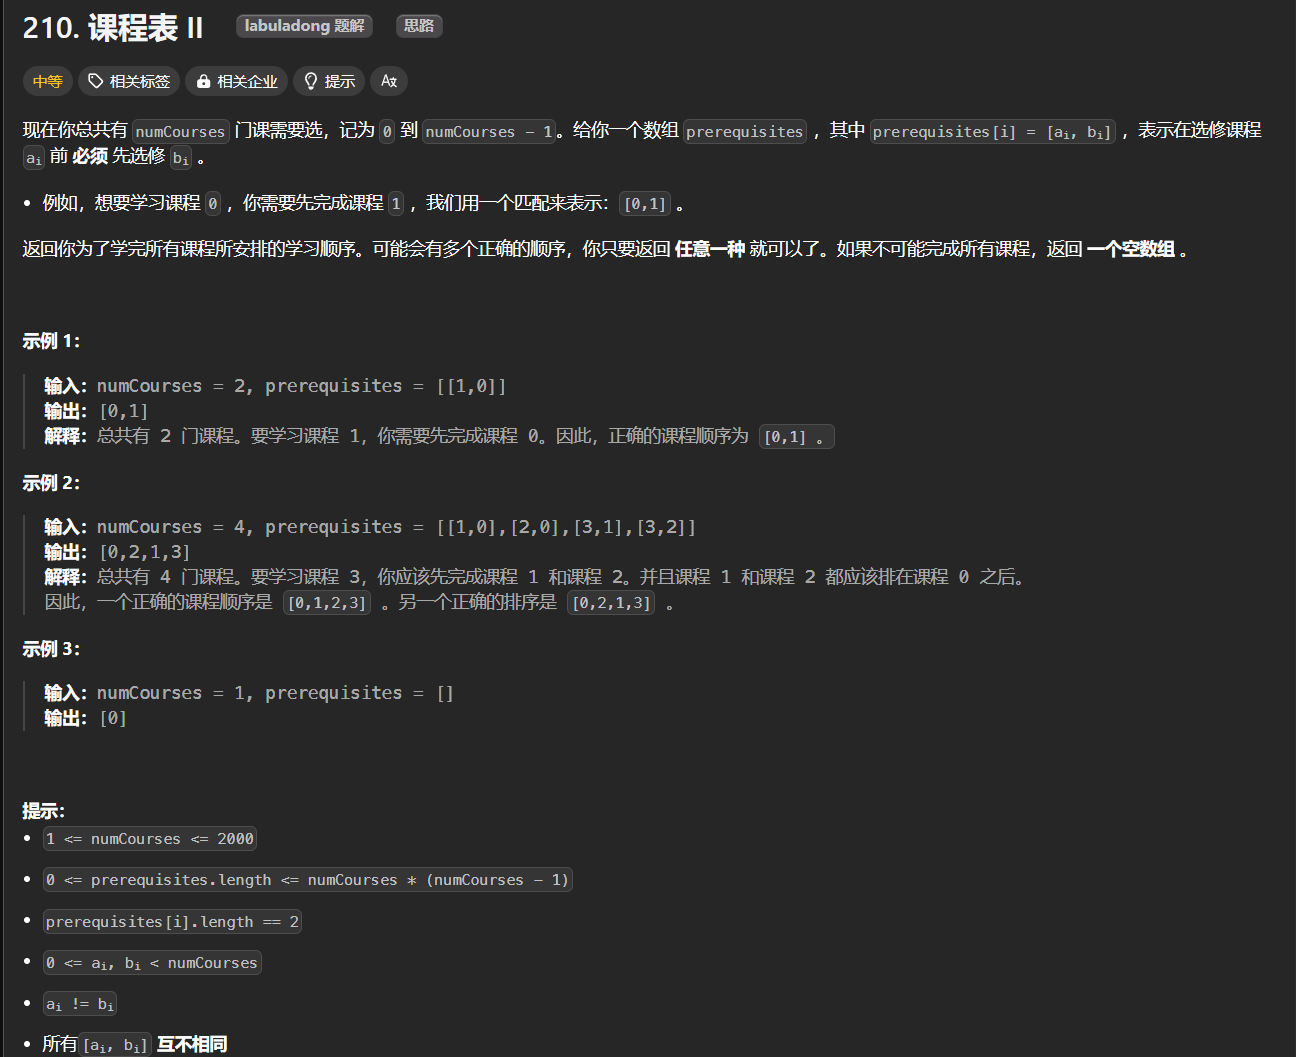 210. 课程表 II labuladong 题解 思路
中等 相关标签 相关企业 提示
现在你总共有 numCourses 门课需要选，记为 0 到 numCourses - 1。给你一个数组 prerequisites ，其中 prerequisites[i] = [ai, bi] ，表示在选修课程
ai 前 必须 先选修 bi 。
• 例如，想要学习课程 0 ，你需要先完成课程 1 ，我们用一个匹配来表示：[0,1] 。
返回你为了学完所有课程所安排的学习顺序。可能会有多个正确的顺序，你只要返回 任意一种 就可以了。如果不可能完成所有课程，返回 一个空数组 。
示例 1：
输入：numCourses = 2, prerequisites = [[1,0]]
输出：[0,1]
解释：总共有 2 门课程。要学习课程 1，你需要先完成课程 0。因此，正确的课程顺序为 [0,1] 。
示例 2：
输入：numCourses = 4, prerequisites = [[1,0],[2,0],[3,1],[3,2]]
输出：[0,2,1,3]
解释：总共有 4 门课程。要学习课程 3，你应该先完成课程 1 和课程 2。并且课程 1 和课程 2 都应该排在课程 0 之后。
因此，一个正确的课程顺序是 [0,1,2,3] 。另一个正确的排序是 [0,2,1,3] 。
示例 3：
输入：numCourses = 1, prerequisites = []
输出：[0]
提示：
• 1 <= numCourses <= 2000
• 0 <= prerequisites.length <= numCourses * (numCourses - 1)
• prerequisites[i].length == 2
• 0 <= ai, bi < numCourses
• ai != bi
• 所有[ai, bi] 互不相同